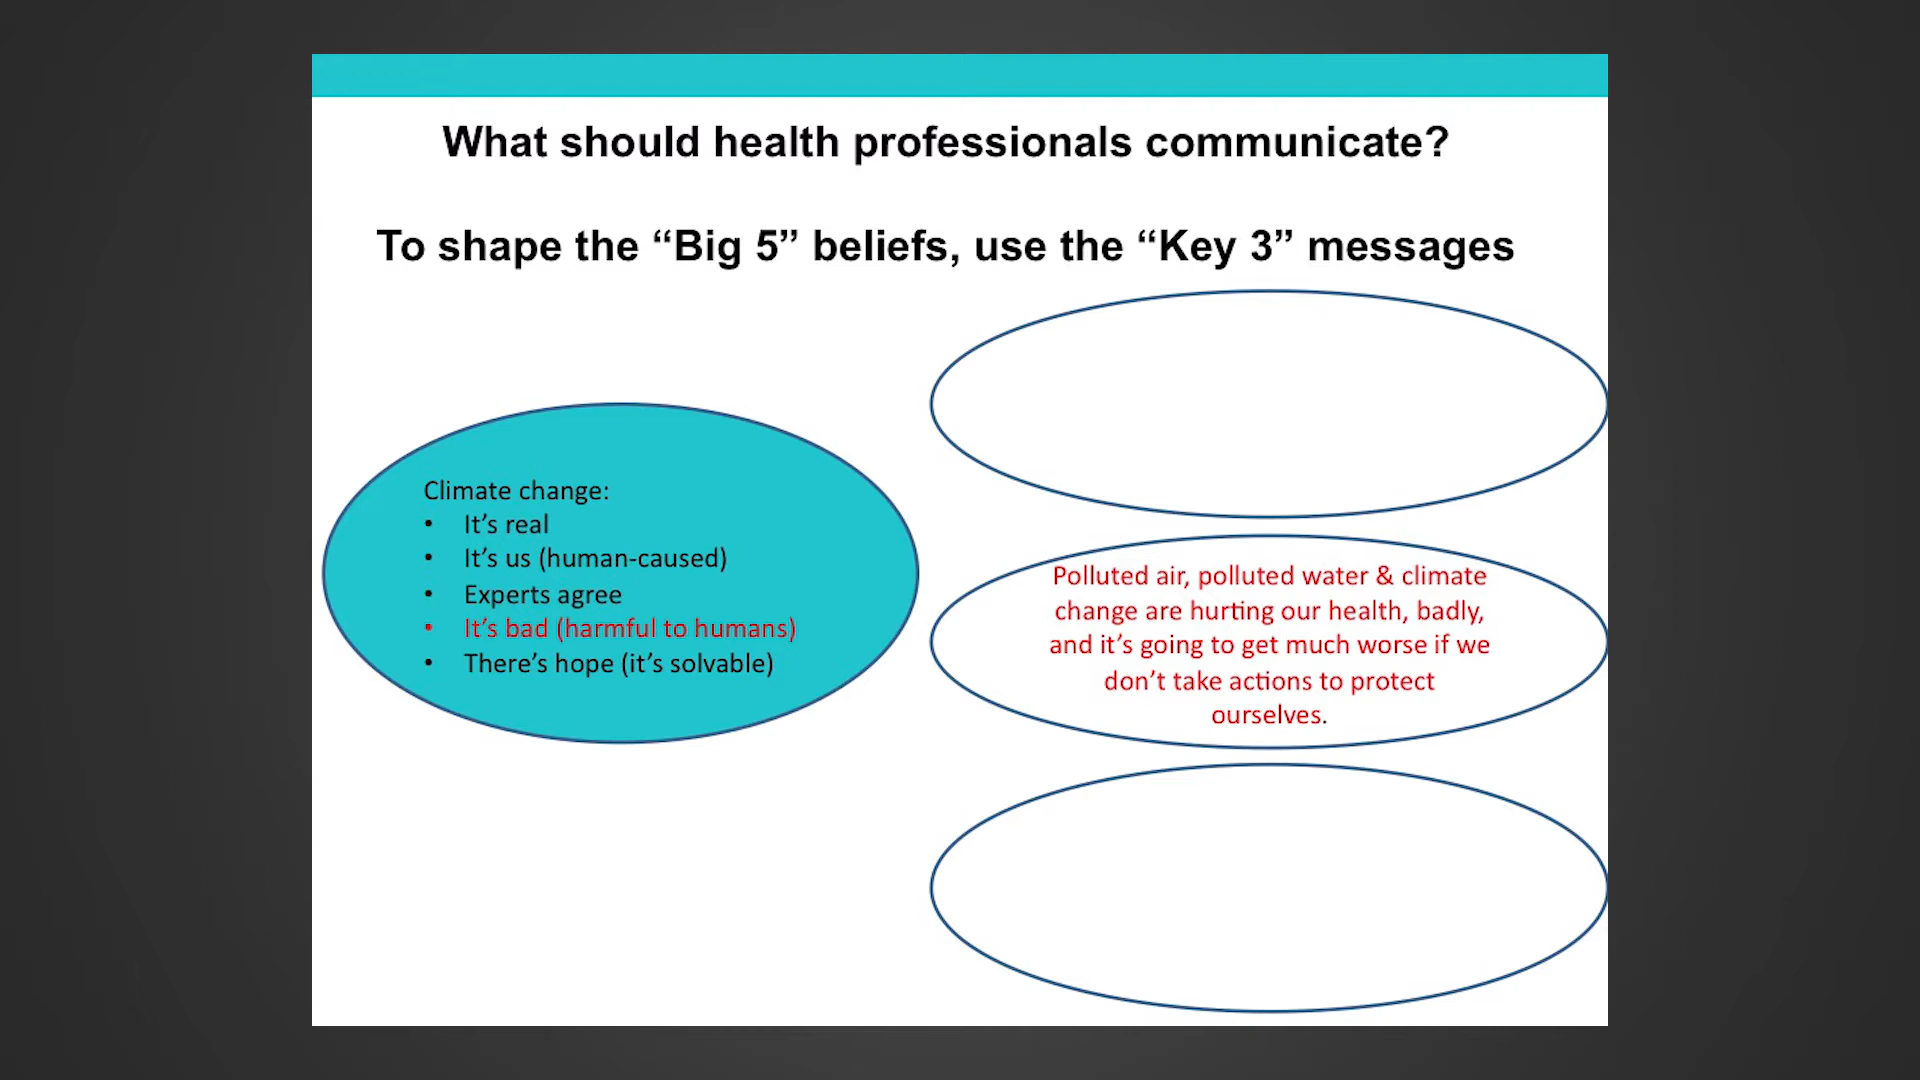 What should health professionals communicate?
To shape the “Big 5” beliefs, use the “Key 3” messages
Climate change:
• It’s real
• It’s us (human-caused)
• Experts agree
• It’s bad (harmful to humans)
• There’s hope (it’s solvable)
Polluted air, polluted water & climate
change are hurting our health, badly,
and it’s going to get much worse if we
don’t take actions to protect
ourselves.